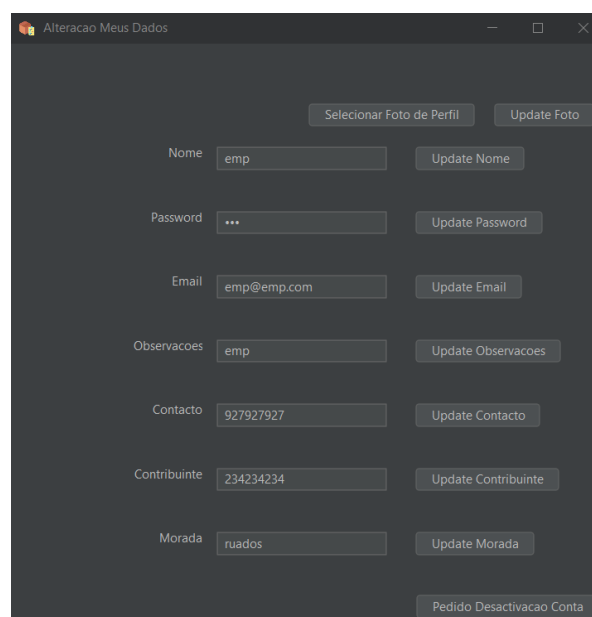 Alteracao Meus Dados
Selecionar Foto de Perfil Update Foto
Nome emp Update Nome
Password ••• Update Password
Email emp@emp.com Update Email
Observacoes emp Update Observacoes
Contacto 927927927 Update Contacto
Contribuinte 234234234 Update Contribuinte
Morada ruados Update Morada
Pedido Desactivacao Conta